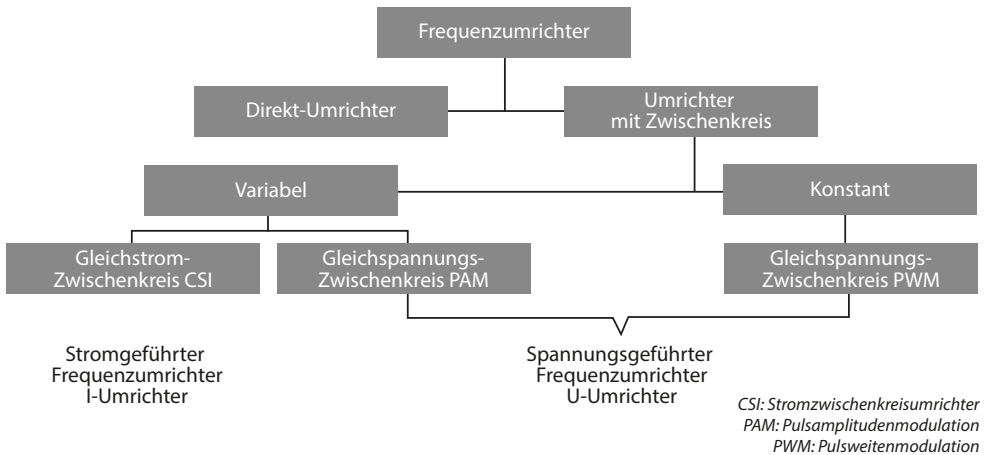 Frequenzumrichter
Direkt-Umrichter
Umrichter
mit Zwischenkreis
Variabel
Konstant
Gleichstrom-
Zwischenkreis CSI
Gleichspannungs-
Zwischenkreis PAM
Gleichspannungs-
Zwischenkreis PWM
Stromgeführter
Frequenzumrichter
I-Umrichter
Spannungsgeführter
Frequenzumrichter
U-Umrichter
CSI: Stromzwischenkreisumrichter
PAM: Pulsamplitudenmodulation
PWM: Pulsweitenmodulation